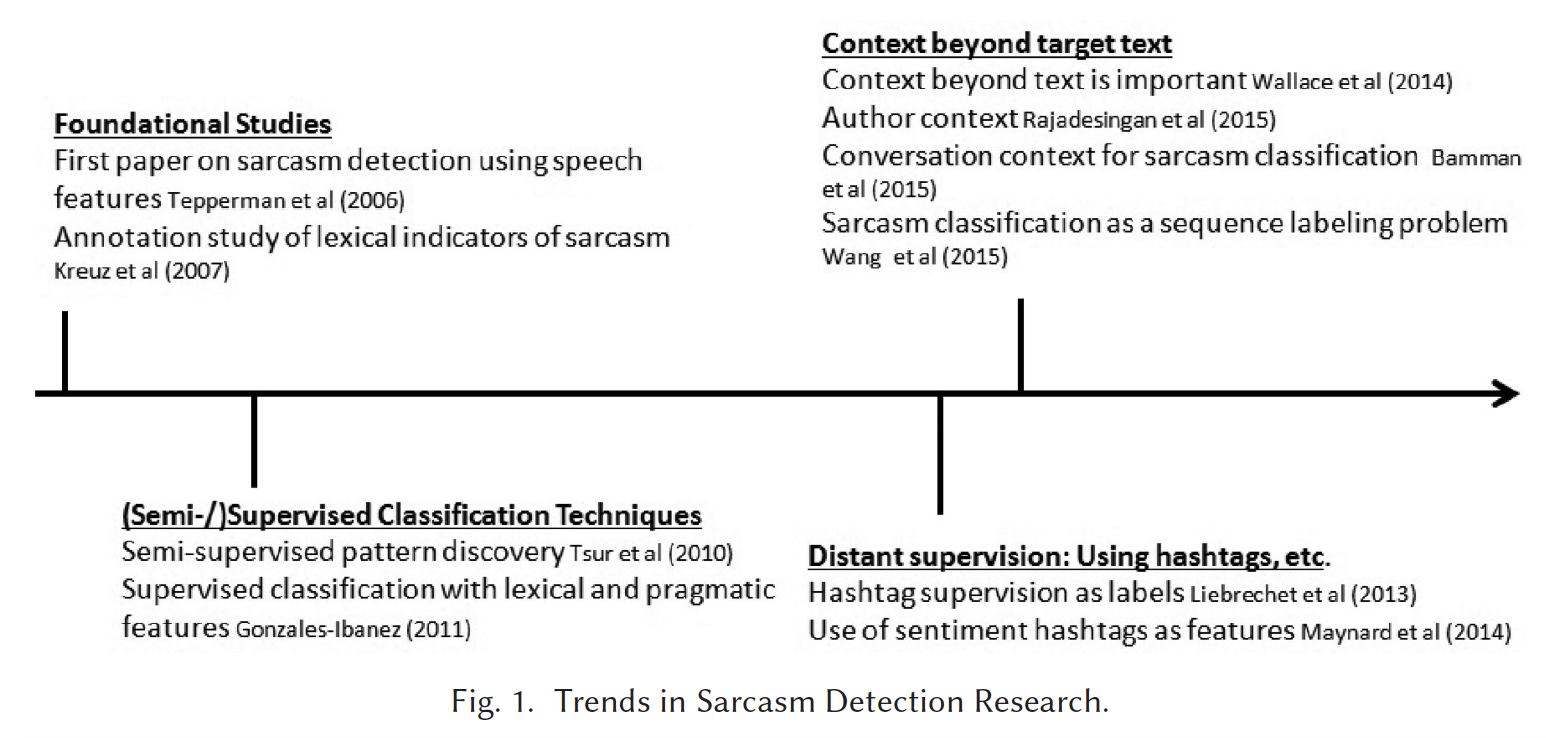 Foundational Studies
First paper on sarcasm detection using speech
features Tepperman et al (2006)
Annotation study of lexical indicators of sarcasm
Kreuz et al (2007)
Context beyond target text
Context beyond text is important Wallace et al (2014)
Author context Rajadesingan et al (2015)
Conversation context for sarcasm classification Bamman
et al (2015)
Sarcasm classification as a sequence labeling problem
Wang et al (2015)
(Semi-/)Supervised Classification Techniques
Semi-supervised pattern discovery Tsur et al (2010)
Supervised classification with lexical and pragmatic
features Gonzales-Ibanez (2011)
Distant supervision: Using hashtags, etc.
Hashtag supervision as labels Liebrechet et al (2013)
Use of sentiment hashtags as features Maynard et al (2014)
Fig. 1. Trends in Sarcasm Detection Research.